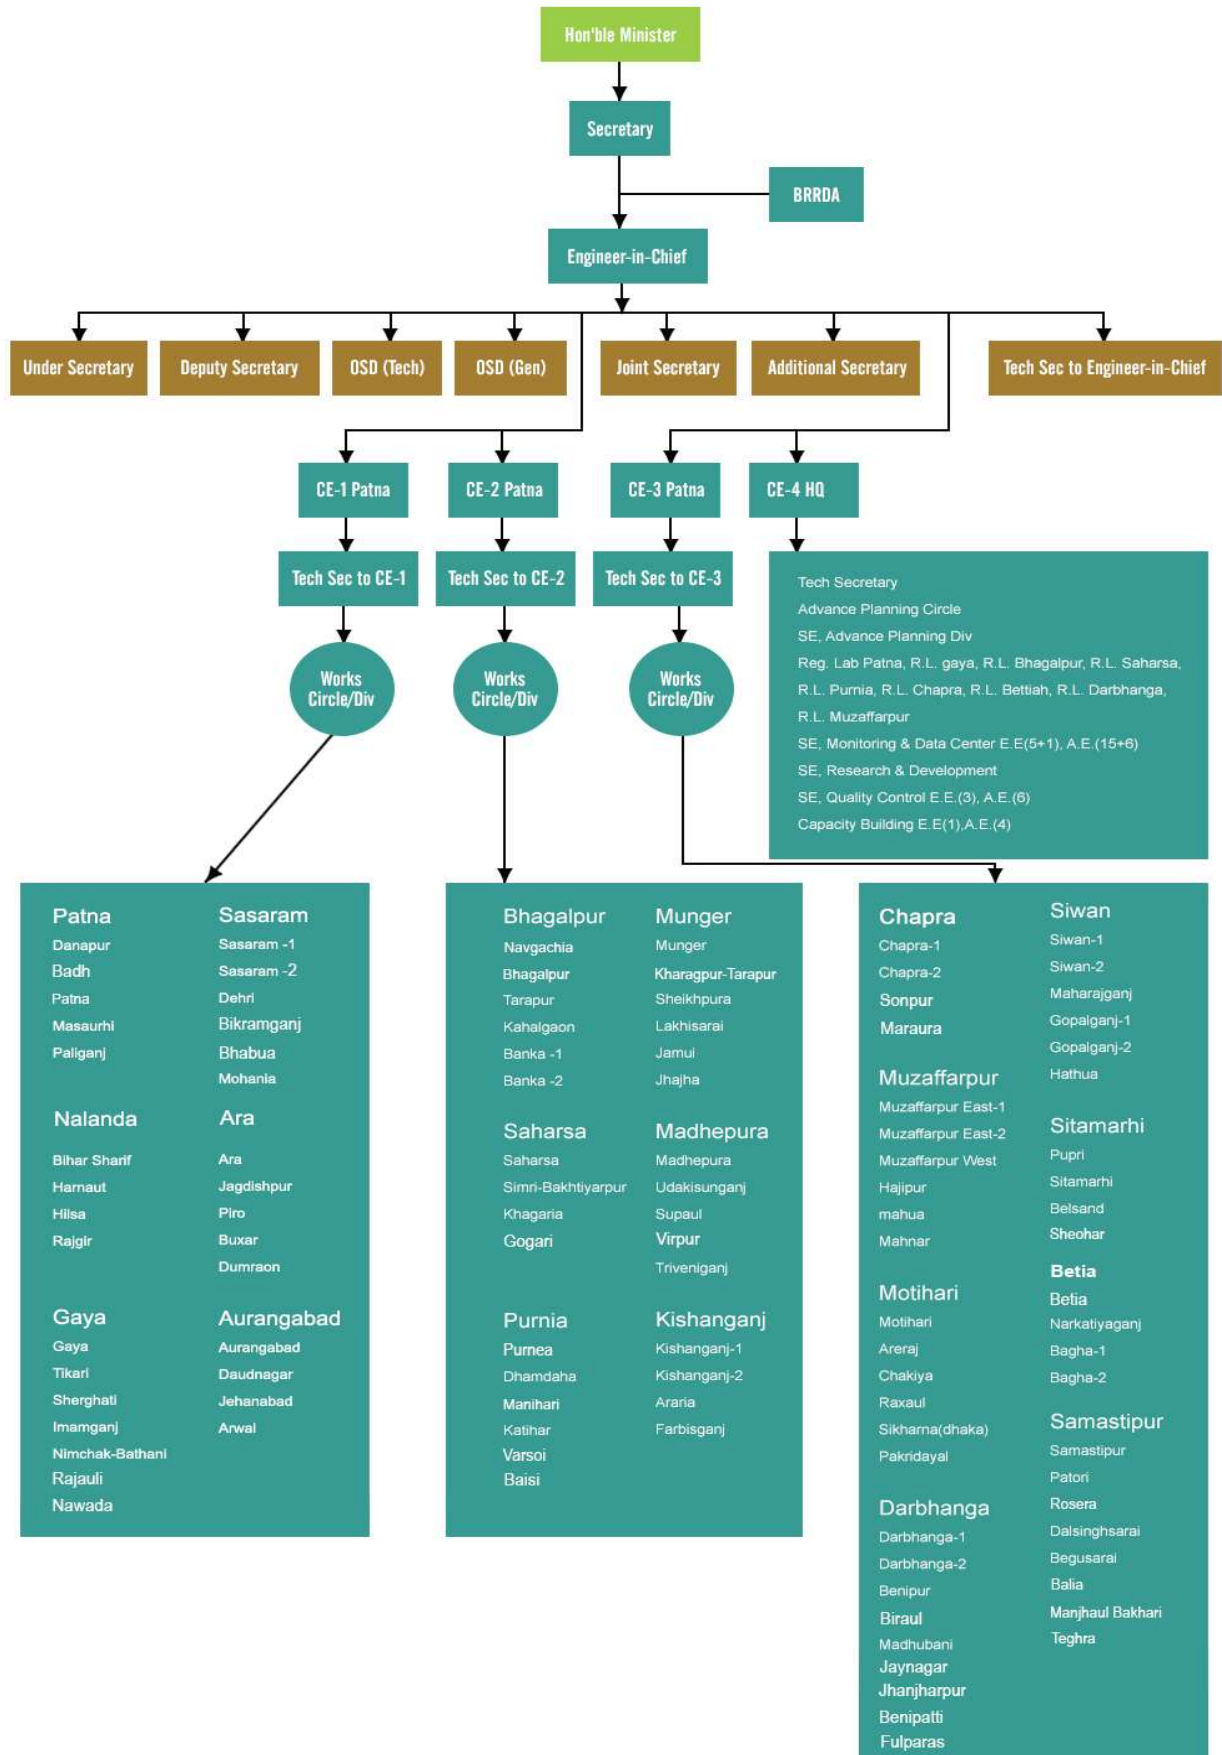 Hon'ble Minister
Secretary
BRRDA
Engineer-in-Chief
Under Secretary
Deputy Secretary
OSD (Tech)
OSD (Gen)
Joint Secretary
Additional Secretary
Tech Sec to Engineer-in-Chief
CE-1 Patna
CE-2 Patna
CE-3 Patna
CE-4 HQ
Tech Sec to CE-1
Tech Sec to CE-2
Tech Sec to CE-3
Tech Secretary
Advance Planning Circle
SE, Advance Planning Div
Reg. Lab Patna, R.L. gaya, R.L. Bhagalpur, R.L. Saharsa,
R.L. Purnia, R.L. Chapra, R.L. Bettiah, R.L. Darbhanga,
R.L. Muzaffarpur
SE, Monitoring & Data Center E.E(5+1), A.E.(15+6)
SE, Research & Development
SE, Quality Control E.E.(3), A.E.(6)
Capacity Building E.E(1),A.E.(4)
Works
Circle/Div
Works
Circle/Div
Works
Circle/Div
Patna
Danapur
Badh
Patna
Masaurhi
Paliganj
Nalanda
Bihar Sharif
Harnaut
Hilsa
Rajgir
Gaya
Gaya
Tikari
Sherghati
Imamganj
Nimchak-Bathani
Rajauli
Nawada
Sasaram
Sasaram -1
Sasaram -2
Dehri
Bikramganj
Bhabua
Mohania
Ara
Ara
Jagdishpur
Piro
Buxar
Dumraon
Aurangabad
Aurangabad
Daudnagar
Jehanabad
Arwal
Bhagalpur
Navgachia
Bhagalpur
Tarapur
Kahalgaon
Banka -1
Banka -2
Saharsa
Saharsa
Simri-Bakhtiyarpur
Khagaria
Gogari
Purnia
Purnea
Dhamdaha
Manihari
Katihar
Varsoi
Baisi
Munger
Munger
Kharagpur-Tarapur
Sheikhpura
Lakhisarai
Jamui
Jhajha
Madhepura
Madhepura
Udakisunganj
Supaul
Virpur
Triveniganj
Kishanganj
Kishanganj-1
Kishanganj-2
Araria
Farbisganj
Chapra
Chapra-1
Chapra-2
Sonpur
Maraura
Muzaffarpur
Muzaffarpur East-1
Muzaffarpur East-2
Muzaffarpur West
Hajipur
mahua
Mahnar
Motihari
Motihari
Areraj
Chakiya
Raxaul
Sikharna(dhaka)
Pakridayal
Darbhanga
Darbhanga-1
Darbhanga-2
Benipur
Biraul
Madhubani
Jaynagar
Jhanjharpur
Benipatti
Fulparas
Siwan
Siwan-1
Siwan-2
Maharajganj
Gopalganj-1
Gopalganj-2
Hathua
Sitamarhi
Pupri
Sitamarhi
Belsand
Sheohar
Betia
Betia
Narkatiyaganj
Bagha-1
Bagha-2
Samastipur
Samastipur
Patori
Rosera
Dalsinghsarai
Begusarai
Balia
Manjhaul Bakhari
Teghra